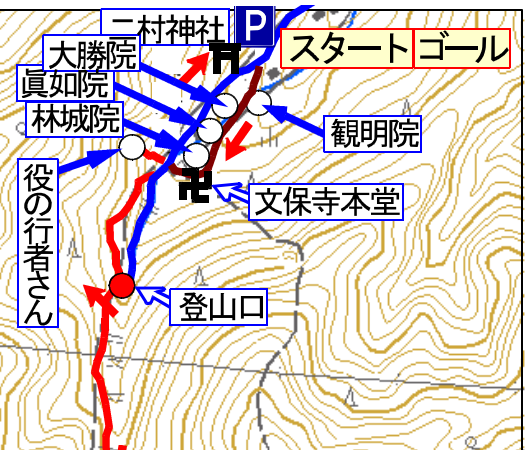 二村神社
P
スタート ゴール
大勝院
眞如院
林城院
観明院
役の行者さん
文保寺本堂
登山口